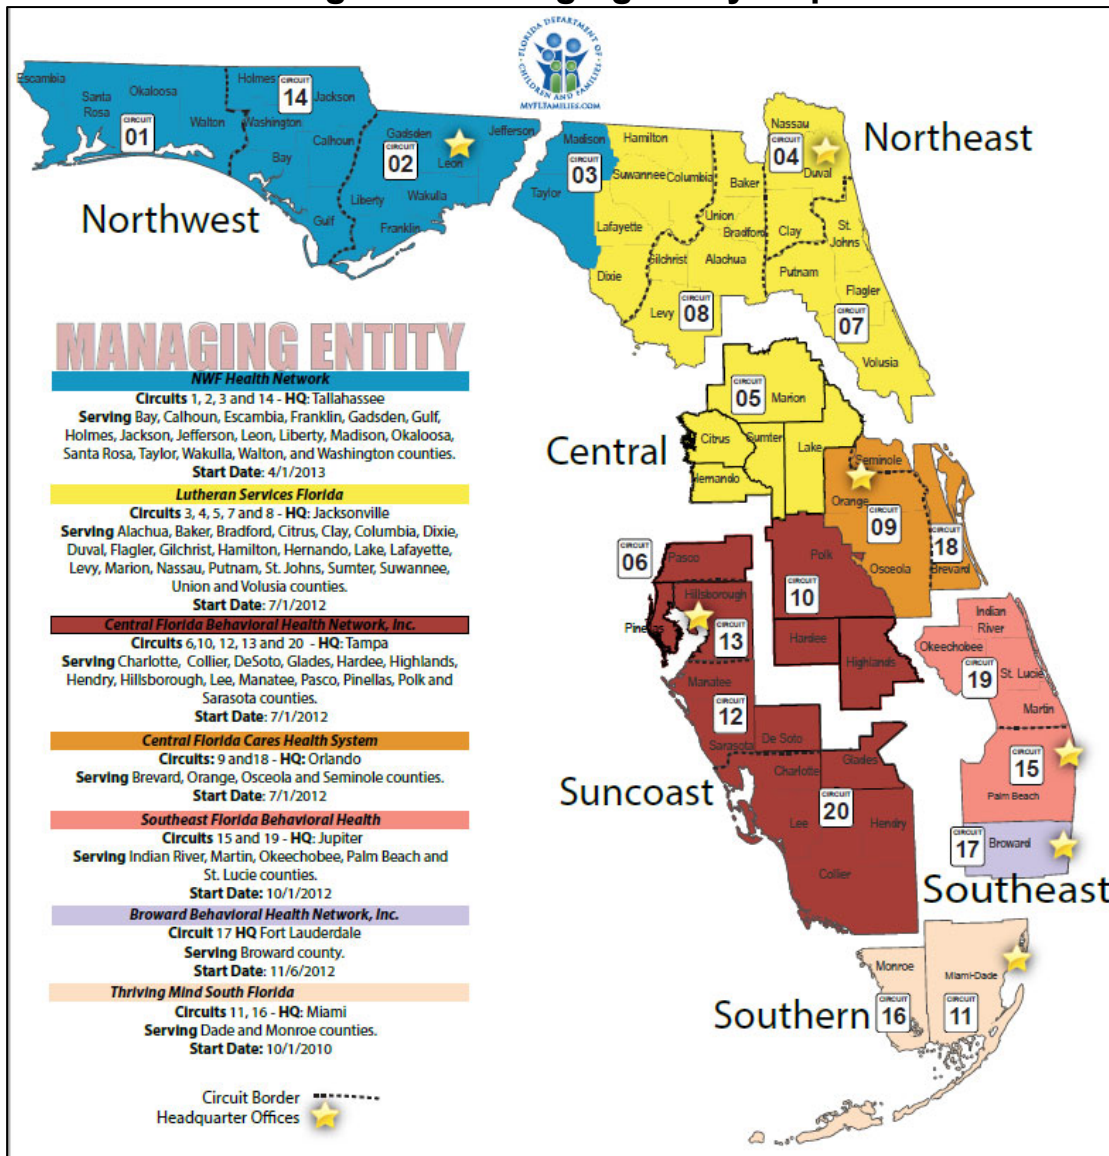 FLORIDA DEPARTMENT OF
CHILDREN AND FAMILIES
MYFLFAMILIES.COM
Northwest
Escambia
Santa
Rosa
Okaloosa
Walton
CIRCUIT
01
Holmes
CIRCUIT
14
Jackson
Washington
Calhoun
Bay
Gulf
Gadsden
CIRCUIT
02
Leon
Jefferson
Liberty
Wakulla
Franklin
Northeast
Madison
CIRCUIT
03
Taylor
Hamilton
Suwannee
Columbia
Lafayette
Dixie
Baker
Union
Bradford
Gilchrist
Alachua
Levy
CIRCUIT
08
Nassau
CIRCUIT
04
Duval
Clay
St.
Johns
Putnam
Flagler
CIRCUIT
07
Volusia
MANAGING ENTITY
NWF Health Network
Circuits 1, 2, 3 and 14 - HQ: Tallahassee
Serving Bay, Calhoun, Escambia, Franklin, Gadsden, Gulf,
Holmes, Jackson, Jefferson, Leon, Liberty, Madison, Okaloosa,
Santa Rosa, Taylor, Wakulla, Walton, and Washington counties.
Start Date: 4/1/2013
Lutheran Services Florida
Circuits 3, 4, 5, 7 and 8 - HQ: Jacksonville
Serving Alachua, Baker, Bradford, Citrus, Clay, Columbia, Dixie,
Duval, Flagler, Gilchrist, Hamilton, Hernando, Lake, Lafayette,
Levy, Marion, Nassau, Putnam, St. Johns, Sumter, Suwannee,
Union and Volusia counties.
Start Date: 7/1/2012
Central Florida Behavioral Health Network, Inc.
Circuits 6,10, 12, 13 and 20 - HQ: Tampa
Serving Charlotte, Collier, DeSoto, Glades, Hardee, Highlands,
Hendry, Hillsborough, Lee, Manatee, Pasco, Pinellas, Polk and
Sarasota counties.
Start Date: 7/1/2012
Central Florida Cares Health System
Circuits: 9 and18 - HQ: Orlando
Serving Brevard, Orange, Osceola and Seminole counties.
Start Date: 7/1/2012
Southeast Florida Behavioral Health
Circuits 15 and 19 - HQ: Jupiter
Serving Indian River, Martin, Okeechobee, Palm Beach and
St. Lucie counties.
Start Date: 10/1/2012
Broward Behavioral Health Network, Inc.
Circuit 17 HQ Fort Lauderdale
Serving Broward county.
Start Date: 11/6/2012
Thriving Mind South Florida
Circuits 11, 16 - HQ: Miami
Serving Dade and Monroe counties.
Start Date: 10/1/2010
Circuit Border
Headquarter Offices
Central
CIRCUIT
05
Marion
Citrus
Sumter
Lake
Hernando
Seminole
Orange
CIRCUIT
09
Osceola
CIRCUIT
18
Brevard
Suncoast
CIRCUIT
06
Pasco
Pinellas
Hillsborough
CIRCUIT
13
Polk
CIRCUIT
10
Hardee
Highlands
Manatee
CIRCUIT
12
Sarasota
De Soto
Charlotte
Glades
CIRCUIT
20
Lee
Hendry
Collier
Indian
River
Okeechobee
CIRCUIT
19
St. Lucie
Martin
CIRCUIT
15
Palm Beach
CIRCUIT
17
Broward
Southeast
Southern
Monroe
CIRCUIT
16
Miami-Dade
CIRCUIT
11